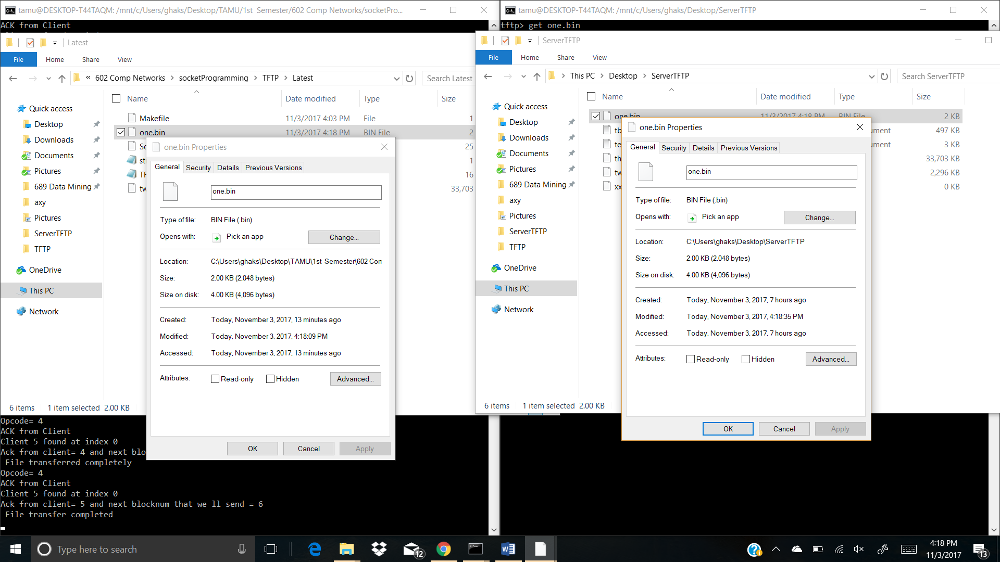 tamu@DESKTOP-T44TAQM: /mnt/c/Users/ghaks/Desktop/TAMU/1st Semester/602 Comp Networks/socketPro...
ACK from Client
Latest
File Home Share View
« 602 Comp Networks > socketProgramming > TFTP > Latest
Search Latest
Name Date modified Type Size
Quick access
Desktop
Downloads
Documents
Pictures
689 Data Mining
axy
Pictures
ServerTFTP
TFTP
OneDrive
This PC
Network
Makefile 11/3/2017 4:03 PM File 1
one.bin 11/3/2017 4:18 PM BIN File 2
Se 25
str 1
TF 16
tw 33,703
6 items 1 item selected 2.00 KB
one.bin Properties
General Security Details Previous Versions
one.bin
Type of file: BIN File (.bin)
Opens with: Pick an app Change...
Location: C:\Users\ghaks\Desktop\TAMU\1st Semester\602 Com
Size: 2.00 KB (2,048 bytes)
Size on disk: 4.00 KB (4,096 bytes)
Created: Today, November 3, 2017, 13 minutes ago
Modified: Today, November 3, 2017, 4:18:09 PM
Accessed: Today, November 3, 2017, 13 minutes ago
Attributes: Read-only Hidden Advanced...
OK Cancel Apply
Opcode= 4
ACK from Client
Client 5 found at index 0
Ack from client= 4 and next blo
File transferred completely
Opcode= 4
ACK from Client
Client 5 found at index 0
Ack from client= 5 and next blocknum that we ll send = 6
File transfer completed
tamu@DESKTOP-T44TAQM: /mnt/c/Users/ghaks/Desktop/ServerTFTP
tftp> get one.bin
ServerTFTP
File Home Share View
> This PC > Desktop > ServerTFTP
Search ServerTFTP
Name Date modified Type Size
Quick access
Desktop
Downloads
Documents
Pictures
689 Data Mining
axy
Pictures
ServerTFTP
TFTP
OneDrive
This PC
Network
one.bin 11/3/2017 4:18 PM BIN File 2 KB
tb ument 497 KB
te ument 3 KB
th 33,703 KB
tw 2,296 KB
xx 0 KB
6 items 1 item selected 2.00 KB
one.bin Properties
General Security Details Previous Versions
one.bin
Type of file: BIN File (.bin)
Opens with: Pick an app Change...
Location: C:\Users\ghaks\Desktop\ServerTFTP
Size: 2.00 KB (2,048 bytes)
Size on disk: 4.00 KB (4,096 bytes)
Created: Today, November 3, 2017, 7 hours ago
Modified: Today, November 3, 2017, 4:18:35 PM
Accessed: Today, November 3, 2017, 7 hours ago
Attributes: Read-only Hidden Advanced...
OK Cancel Apply
Type here to search
12
4:18 PM
11/3/2017
13